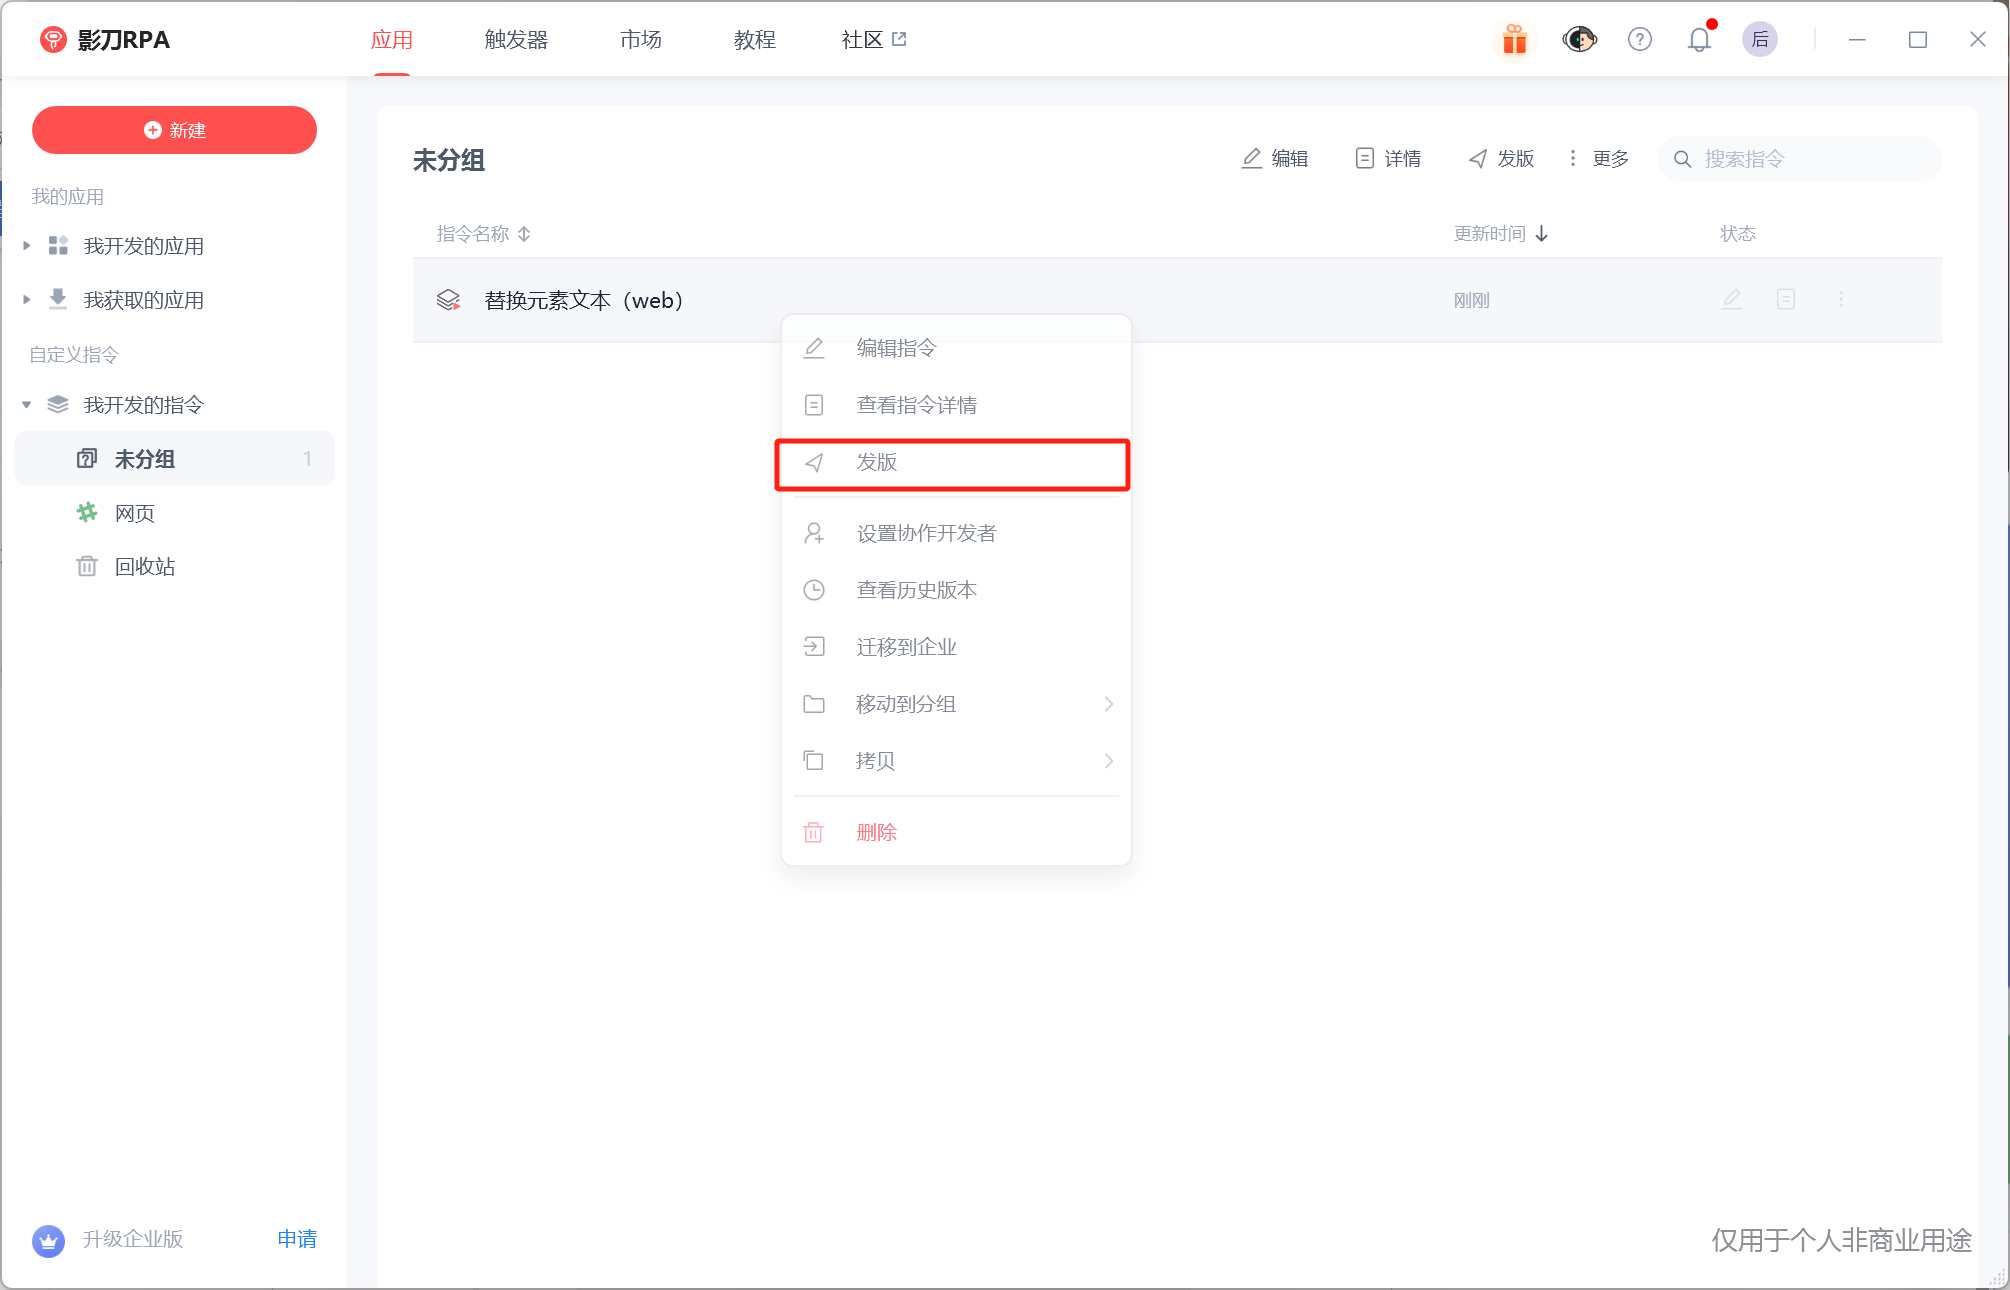 影刀RPA
应用 触发器 市场 教程 社区
后
新建
我的应用
我开发的应用
我获取的应用
自定义指令
我开发的指令
未分组 1
网页
回收站
升级企业版 申请
未分组
编辑 详情 发版 更多 搜索指令
指令名称 更新时间 状态
替换元素文本（web） 刚刚
编辑指令
查看指令详情
发版
设置协作开发者
查看历史版本
迁移到企业
移动到分组
拷贝
删除
仅用于个人非商业用途